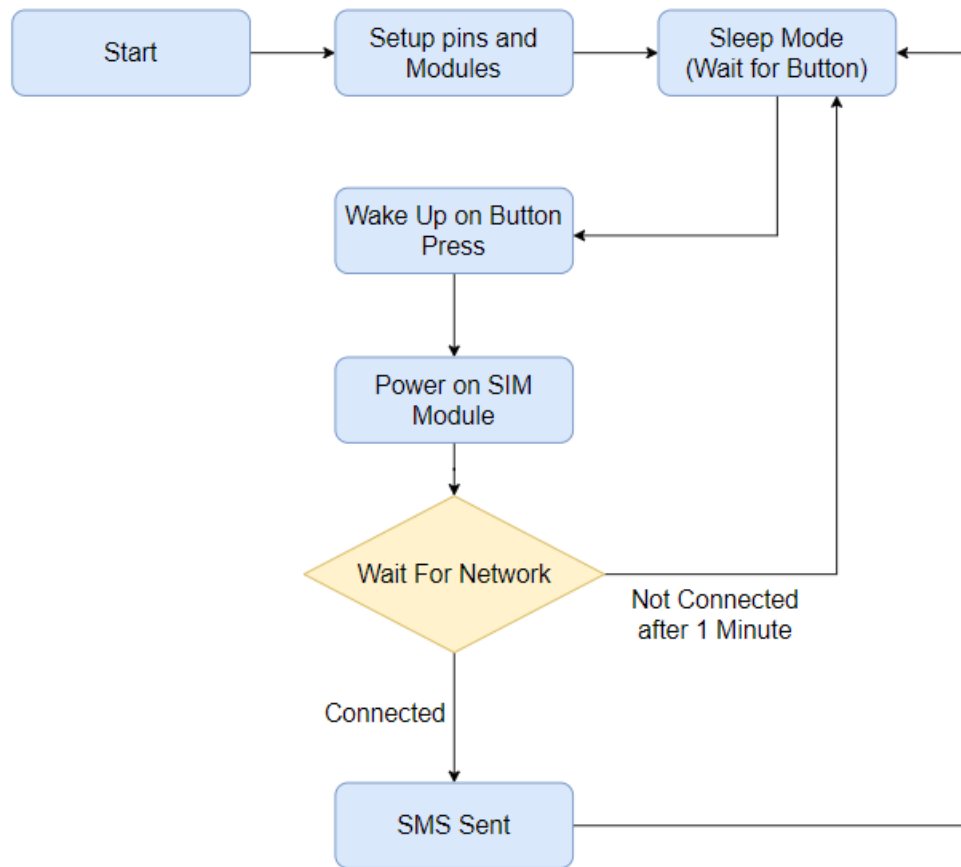 Start
Setup pins and
Modules
Sleep Mode
(Wait for Button)
Wake Up on Button
Press
Power on SIM
Module
Wait For Network
Not Connected
after 1 Minute
Connected
SMS Sent